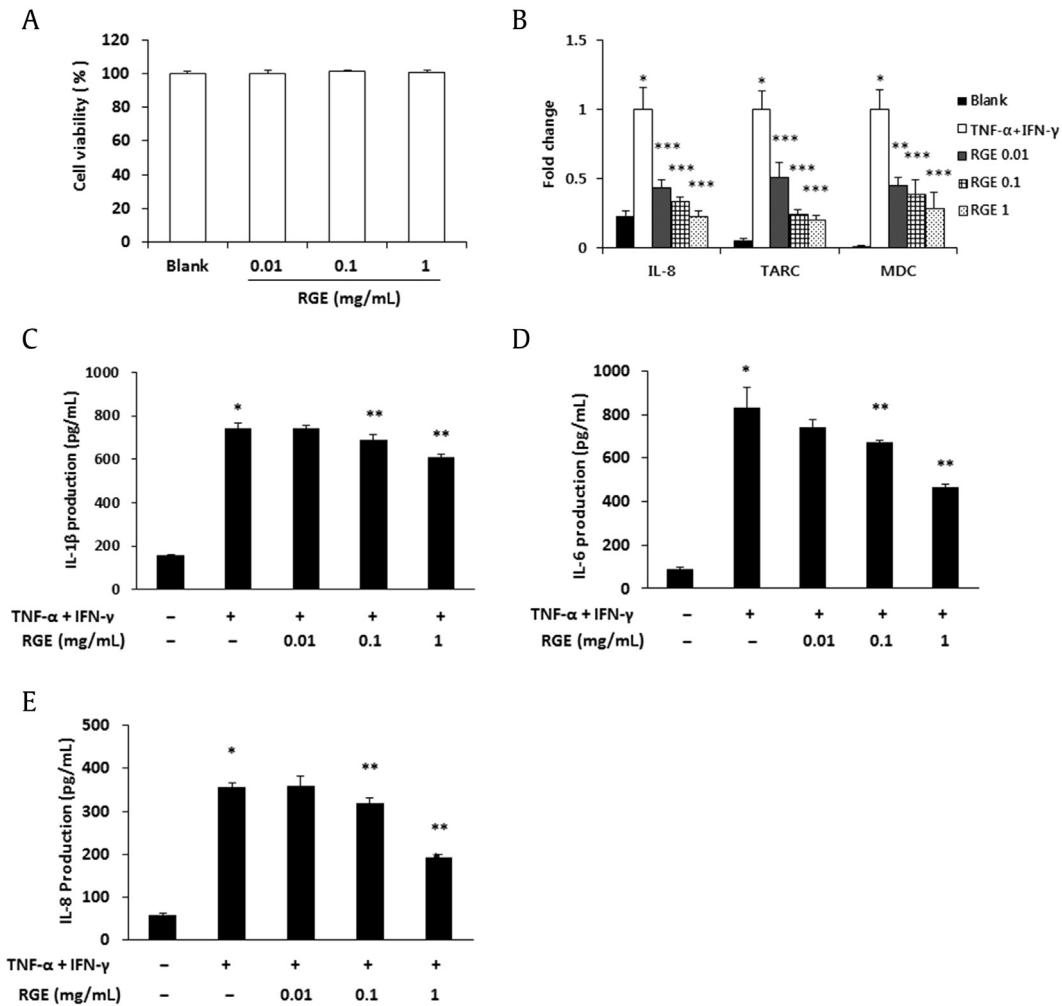 A
Cell viability (%)
120
100
80
60
40
20
0
Blank
0.01
0.1
1
RGE (mg/mL)
B
Fold change
1.5
1
0.5
0
*
***
***
***
*
***
***
***
*
**
***
***
IL-8
TARC
MDC
Blank
TNF-α+IFN-γ
RGE 0.01
RGE 0.1
RGE 1
C
IL-1β production (pg/mL)
1000
800
600
400
200
0
*
**
**
TNF-α + IFN-γ – + + + +
RGE (mg/mL) – – 0.01 0.1 1
D
IL-6 production (pg/mL)
1000
800
600
400
200
0
*
**
**
TNF-α + IFN-γ – + + + +
RGE (mg/mL) – – 0.01 0.1 1
E
IL-8 Production (pg/mL)
500
400
300
200
100
0
*
**
**
TNF-α + IFN-γ – + + + +
RGE (mg/mL) – – 0.01 0.1 1